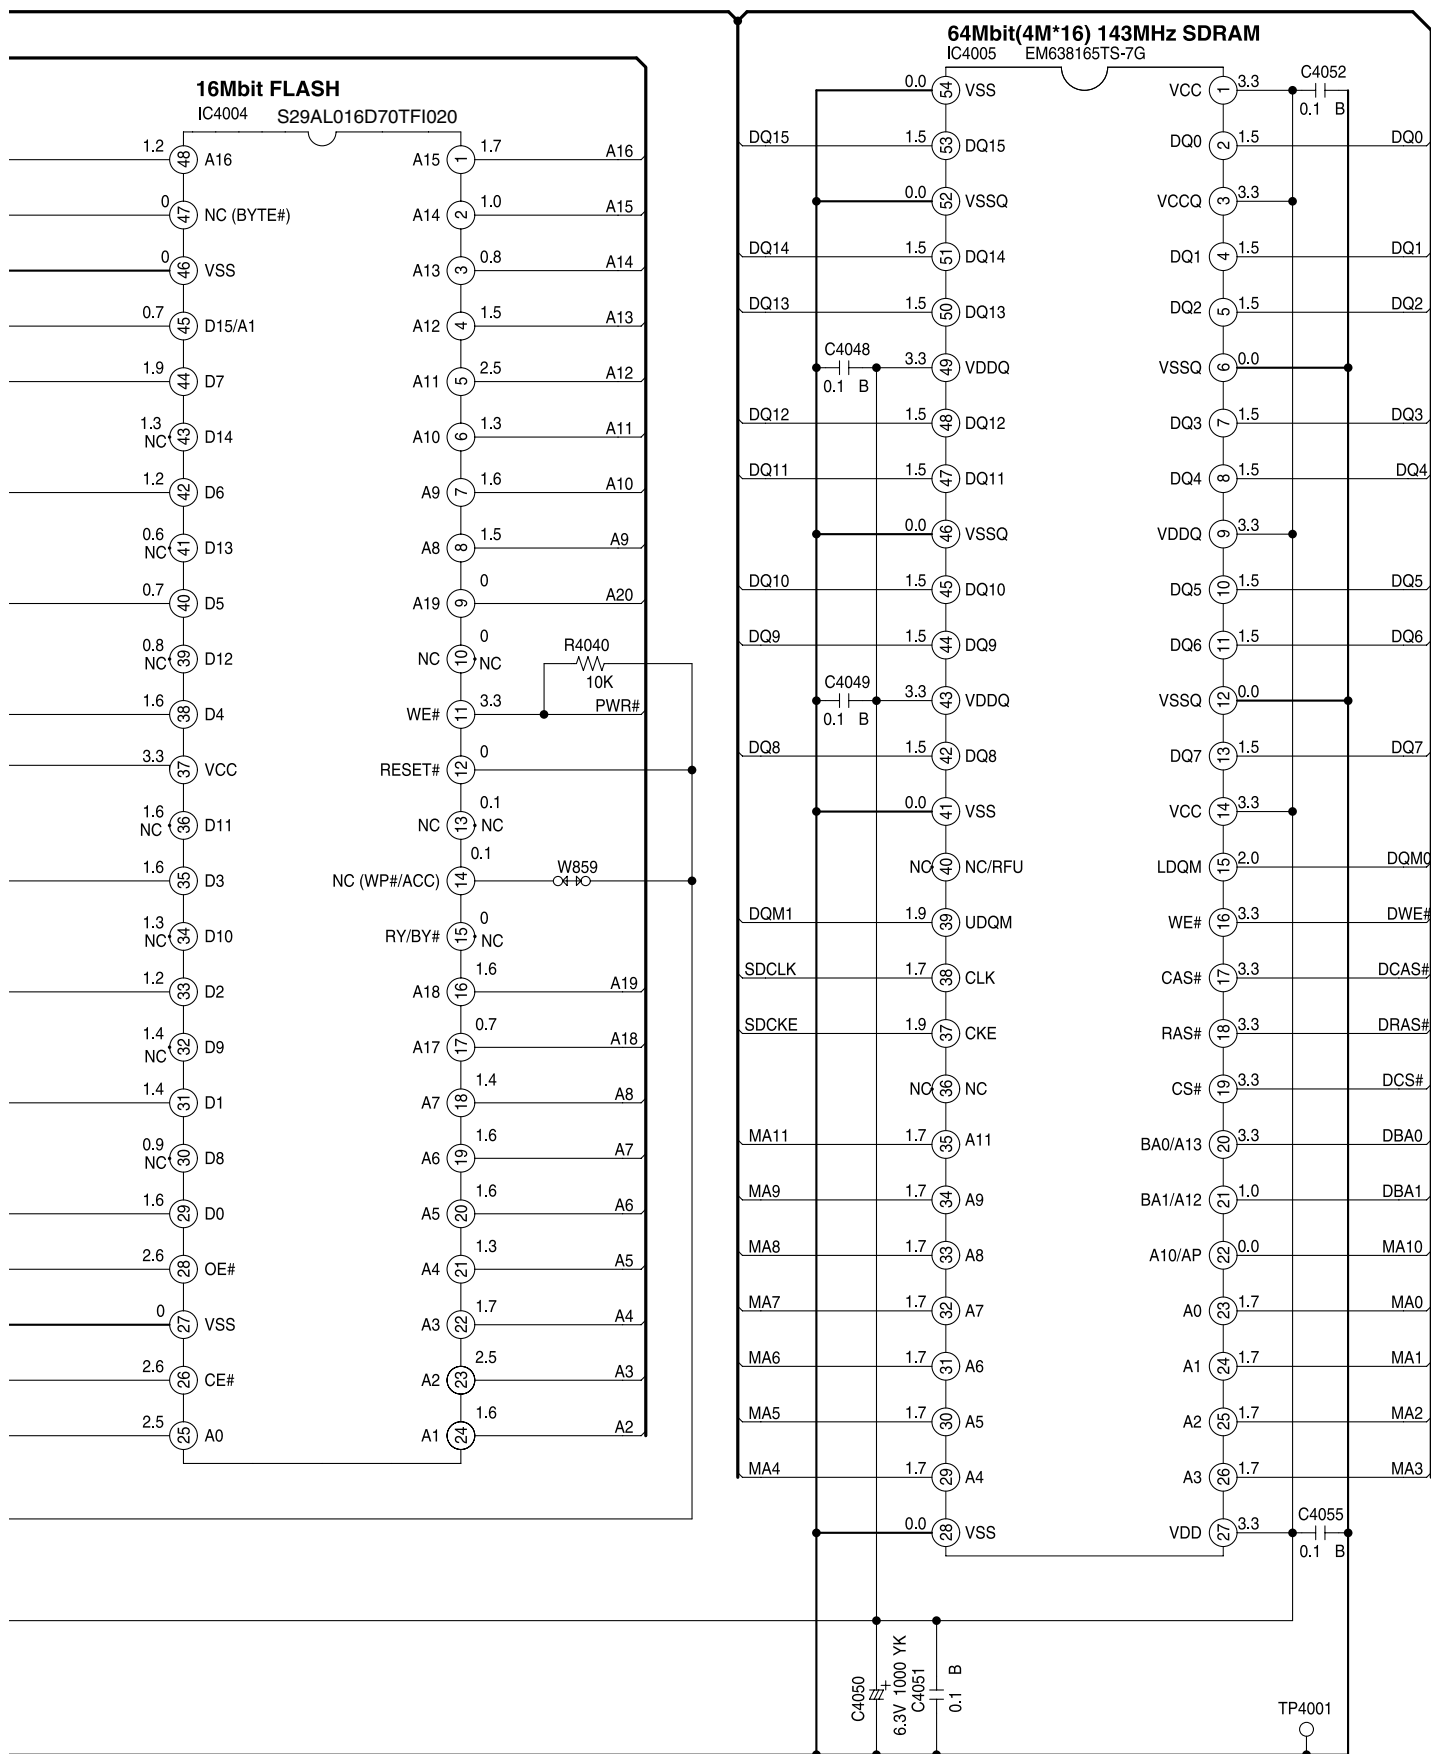 64Mbit(4M*16) 143MHz SDRAM
IC4005 EM638165TS-7G
16Mbit FLASH
IC4004 S29AL016D70TFI020
1.2 48 A16 A15 1 1.7 A16
0 47 NC (BYTE#) A14 2 1.0 A15
0 46 VSS A13 3 0.8 A14
0.7 45 D15/A1 A12 4 1.5 A13
1.9 44 D7 A11 5 2.5 A12
1.3 NC 43 D14 A10 6 1.3 A11
1.2 42 D6 A9 7 1.6 A10
0.6 NC 41 D13 A8 8 1.5 A9
0.7 40 D5 A19 9 0 A20
0.8 NC 39 D12 NC 10 0 NC
R4040
10K
1.6 38 D4 WE# 11 3.3 PWR#
3.3 37 VCC RESET# 12 0
1.6 NC 36 D11 NC 13 0.1 NC
1.6 35 D3 NC (WP#/ACC) 14 0.1 W859
1.3 NC 34 D10 RY/BY# 15 0 NC
1.2 33 D2 A18 16 1.6 A19
1.4 NC 32 D9 A17 17 0.7 A18
1.4 31 D1 A7 18 1.4 A8
0.9 NC 30 D8 A6 19 1.6 A7
1.6 29 D0 A5 20 1.6 A6
2.6 28 OE# A4 21 1.3 A5
0 27 VSS A3 22 1.7 A4
2.6 26 CE# A2 23 2.5 A3
2.5 25 A0 A1 24 1.6 A2
0.0 54 VSS VCC 1 3.3 C4052
0.1 B
DQ15 1.5 53 DQ15 DQ0 2 1.5 DQ0
0.0 52 VSSQ VCCQ 3 3.3
DQ14 1.5 51 DQ14 DQ1 4 1.5 DQ1
DQ13 1.5 50 DQ13 DQ2 5 1.5 DQ2
C4048 3.3 49 VDDQ VSSQ 6 0.0
0.1 B
DQ12 1.5 48 DQ12 DQ3 7 1.5 DQ3
DQ11 1.5 47 DQ11 DQ4 8 1.5 DQ4
0.0 46 VSSQ VDDQ 9 3.3
DQ10 1.5 45 DQ10 DQ5 10 1.5 DQ5
DQ9 1.5 44 DQ9 DQ6 11 1.5 DQ6
C4049 3.3 43 VDDQ VSSQ 12 0.0
0.1 B
DQ8 1.5 42 DQ8 DQ7 13 1.5 DQ7
0.0 41 VSS VCC 14 3.3
NC 40 NC/RFU LDQM 15 2.0 DQM0
DQM1 1.9 39 UDQM WE# 16 3.3 DWE#
SDCLK 1.7 38 CLK CAS# 17 3.3 DCAS#
SDCKE 1.9 37 CKE RAS# 18 3.3 DRAS#
NC 36 NC CS# 19 3.3 DCS#
MA11 1.7 35 A11 BA0/A13 20 3.3 DBA0
MA9 1.7 34 A9 BA1/A12 21 1.0 DBA1
MA8 1.7 33 A8 A10/AP 22 0.0 MA10
MA7 1.7 32 A7 A0 23 1.7 MA0
MA6 1.7 31 A6 A1 24 1.7 MA1
MA5 1.7 30 A5 A2 25 1.7 MA2
MA4 1.7 29 A4 A3 26 1.7 MA3
0.0 28 VSS VDD 27 3.3 C4055
0.1 B
C4050
+
6.3V 1000 YK
C4051
0.1 B
TP4001